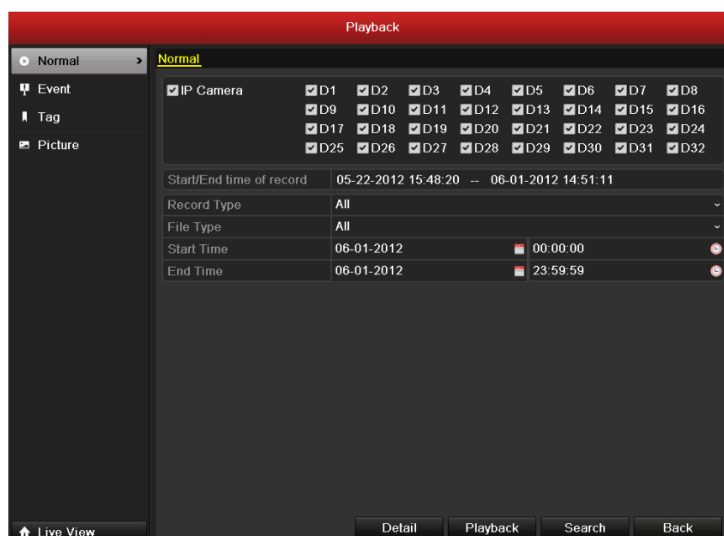 Playback
Normal
Event
Tag
Picture
Live View
Normal
IP Camera D1 D2 D3 D4 D5 D6 D7 D8
D9 D10 D11 D12 D13 D14 D15 D16
D17 D18 D19 D20 D21 D22 D23 D24
D25 D26 D27 D28 D29 D30 D31 D32
Start/End time of record 05-22-2012 15:48:20 -- 06-01-2012 14:51:11
Record Type All
File Type All
Start Time 06-01-2012 00:00:00
End Time 06-01-2012 23:59:59
Detail Playback Search Back